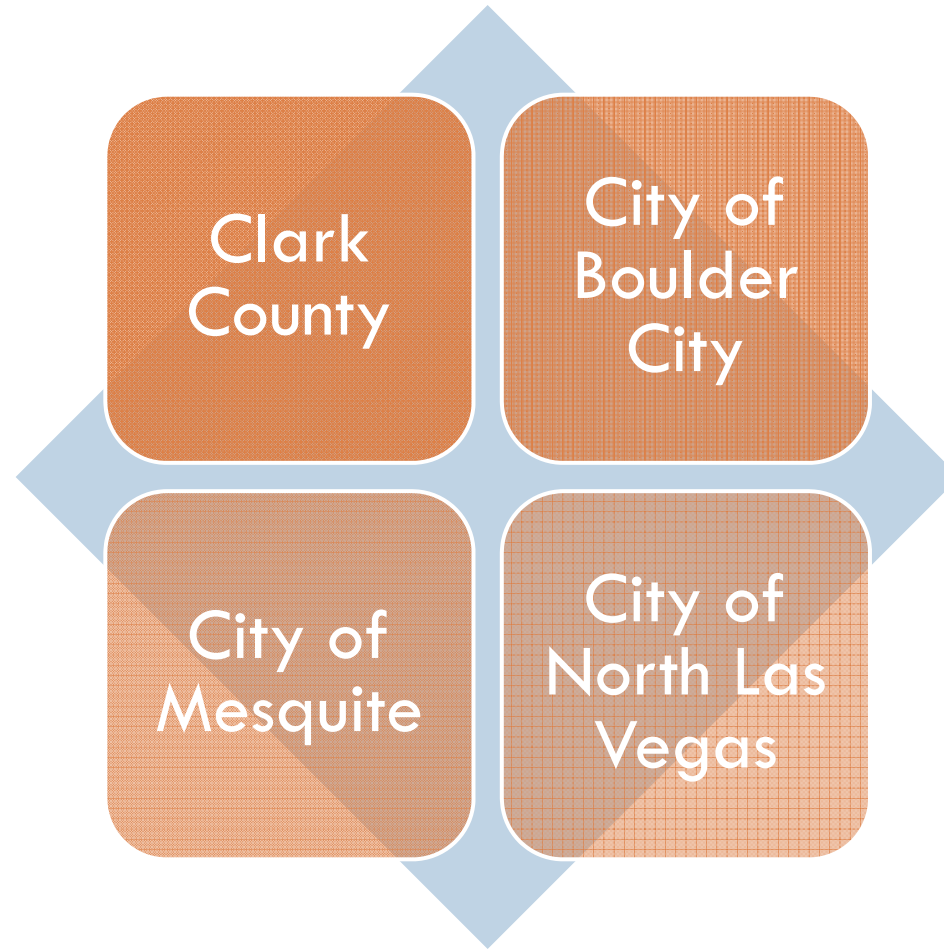 Clark
County
City of
Boulder
City
City of
Mesquite
City of
North Las
Vegas